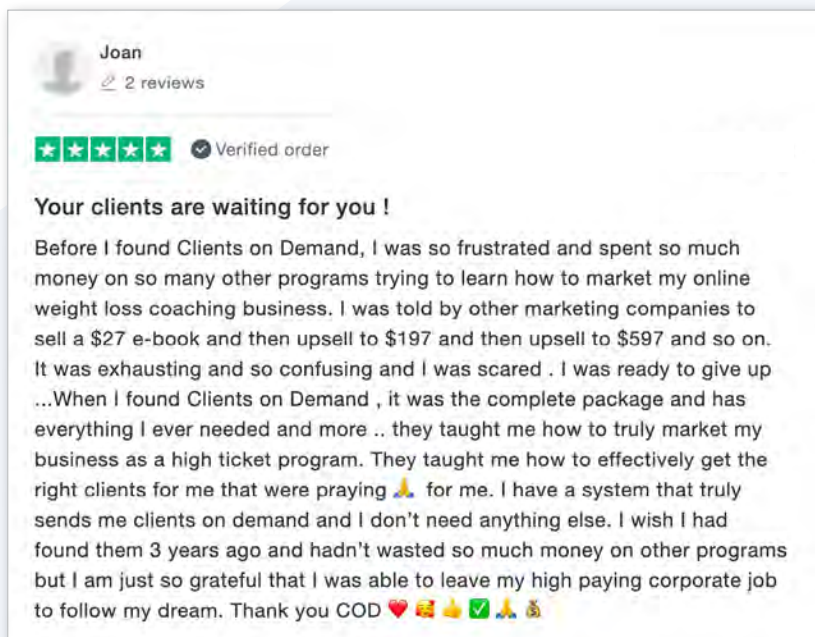 Joan
2 reviews
Verified order
Your clients are waiting for you !
Before I found Clients on Demand, I was so frustrated and spent so much
money on so many other programs trying to learn how to market my online
weight loss coaching business. I was told by other marketing companies to
sell a $27 e-book and then upsell to $197 and then upsell to $597 and so on.
It was exhausting and so confusing and I was scared . I was ready to give up
...When I found Clients on Demand , it was the complete package and has
everything I ever needed and more .. they taught me how to truly market my
business as a high ticket program. They taught me how to effectively get the
right clients for me that were praying 🙏 for me. I have a system that truly
sends me clients on demand and I don't need anything else. I wish I had
found them 3 years ago and hadn't wasted so much money on other programs
but I am just so grateful that I was able to leave my high paying corporate job
to follow my dream. Thank you COD ❤️ 🥰 👍 ✅ 🙏 💰